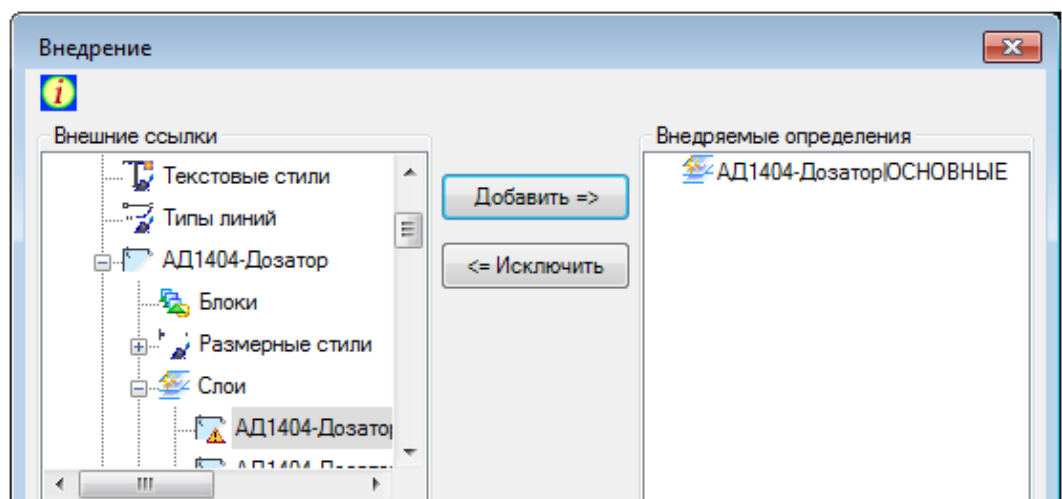 Внедрение
Внешние ссылки
Текстовые стили
Типы линий
АД1404-Дозатор
Блоки
Размерные стили
Слои
АД1404-Дозатор
Добавить =>
<= Исключить
Внедряемые определения
АД1404-Дозатор|ОСНОВНЫЕ